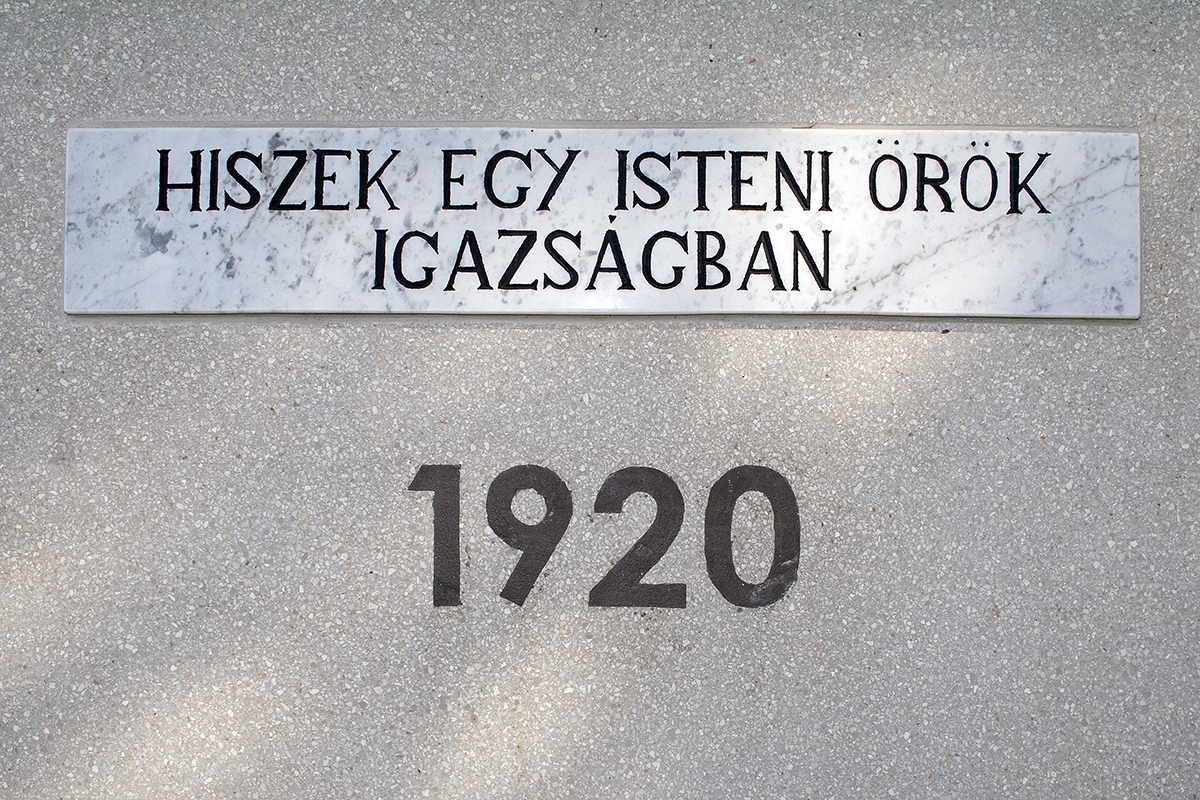 HISZEK EGY ISTENI ÖRÖK
IGAZSÁGBAN
1920